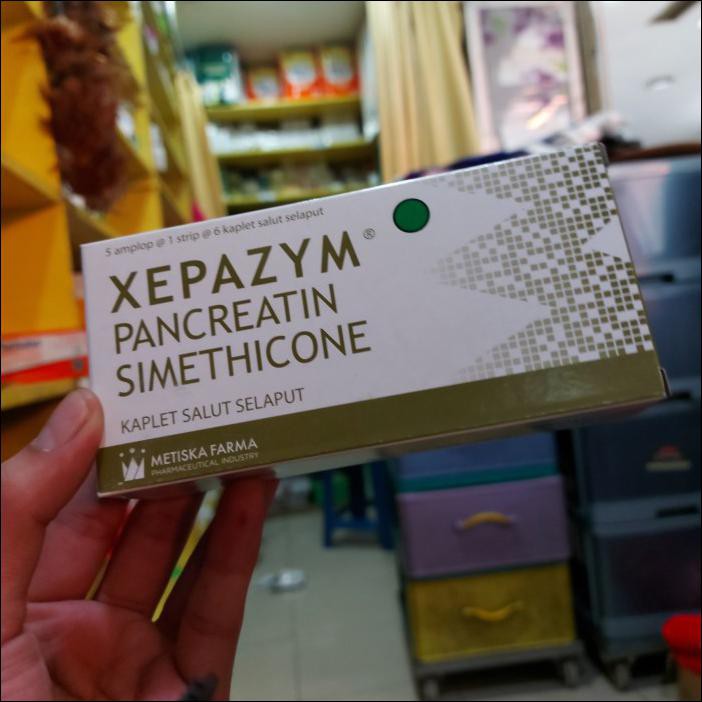 5 amplop @ 1 strip @ 6 kaplet salut selaput
XEPAZYM®
PANCREATIN
SIMETHICONE
KAPLET SALUT SELAPUT
METISKA FARMA
PHARMACEUTICAL INDUSTRY